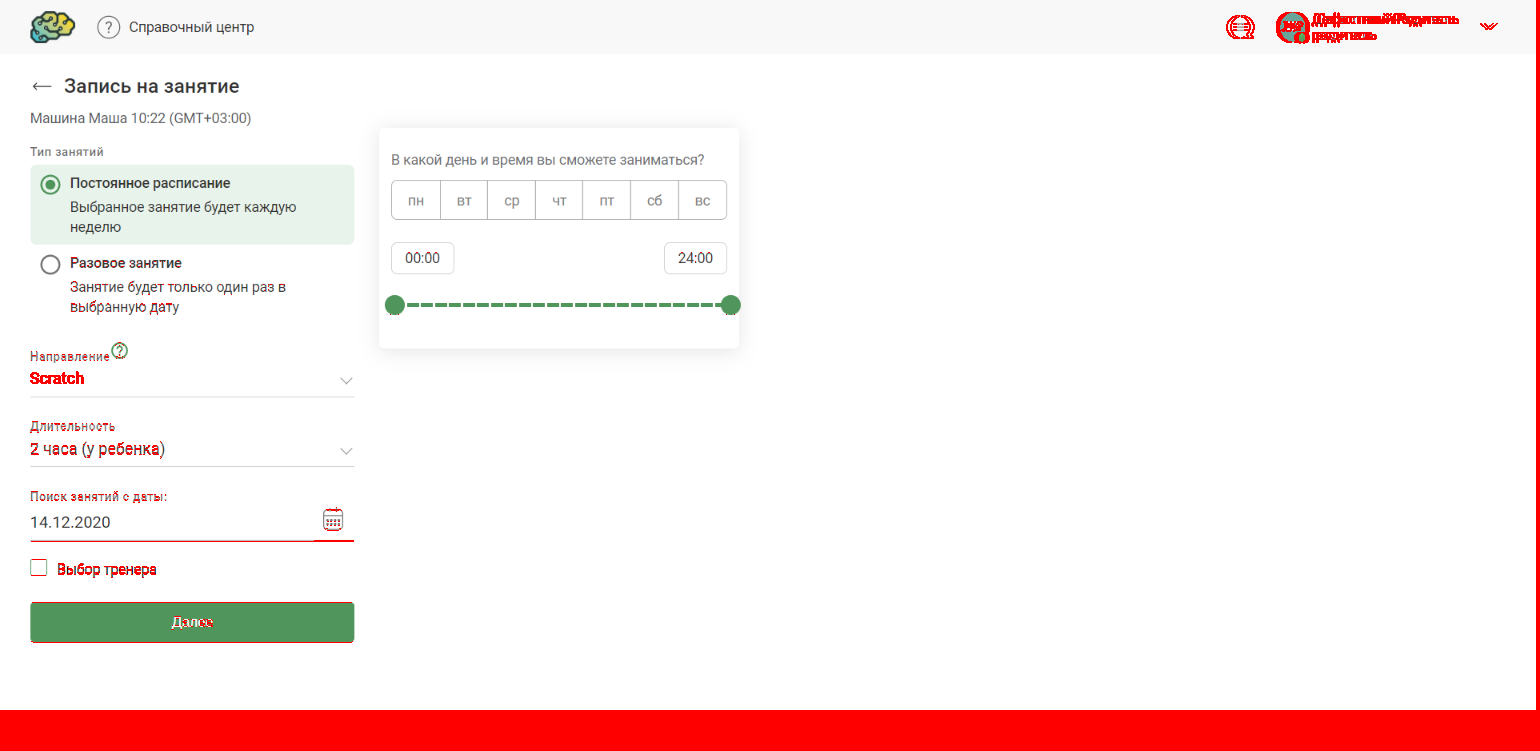 ? Справочный центр
родитель
Запись на занятие
Машина Маша 10:22 (GMT+03:00)
Тип занятий
Постоянное расписание
Выбранное занятие будет каждую
неделю
Разовое занятие
Занятие будет только один раз в
выбранную дату
Направление ?
Scratch
Длительность
2 часа (у ребенка)
Поиск занятий с даты:
14.12.2020
Выбор тренера
Далее
В какой день и время вы сможете заниматься?
пн вт ср чт пт сб вс
00:00 24:00